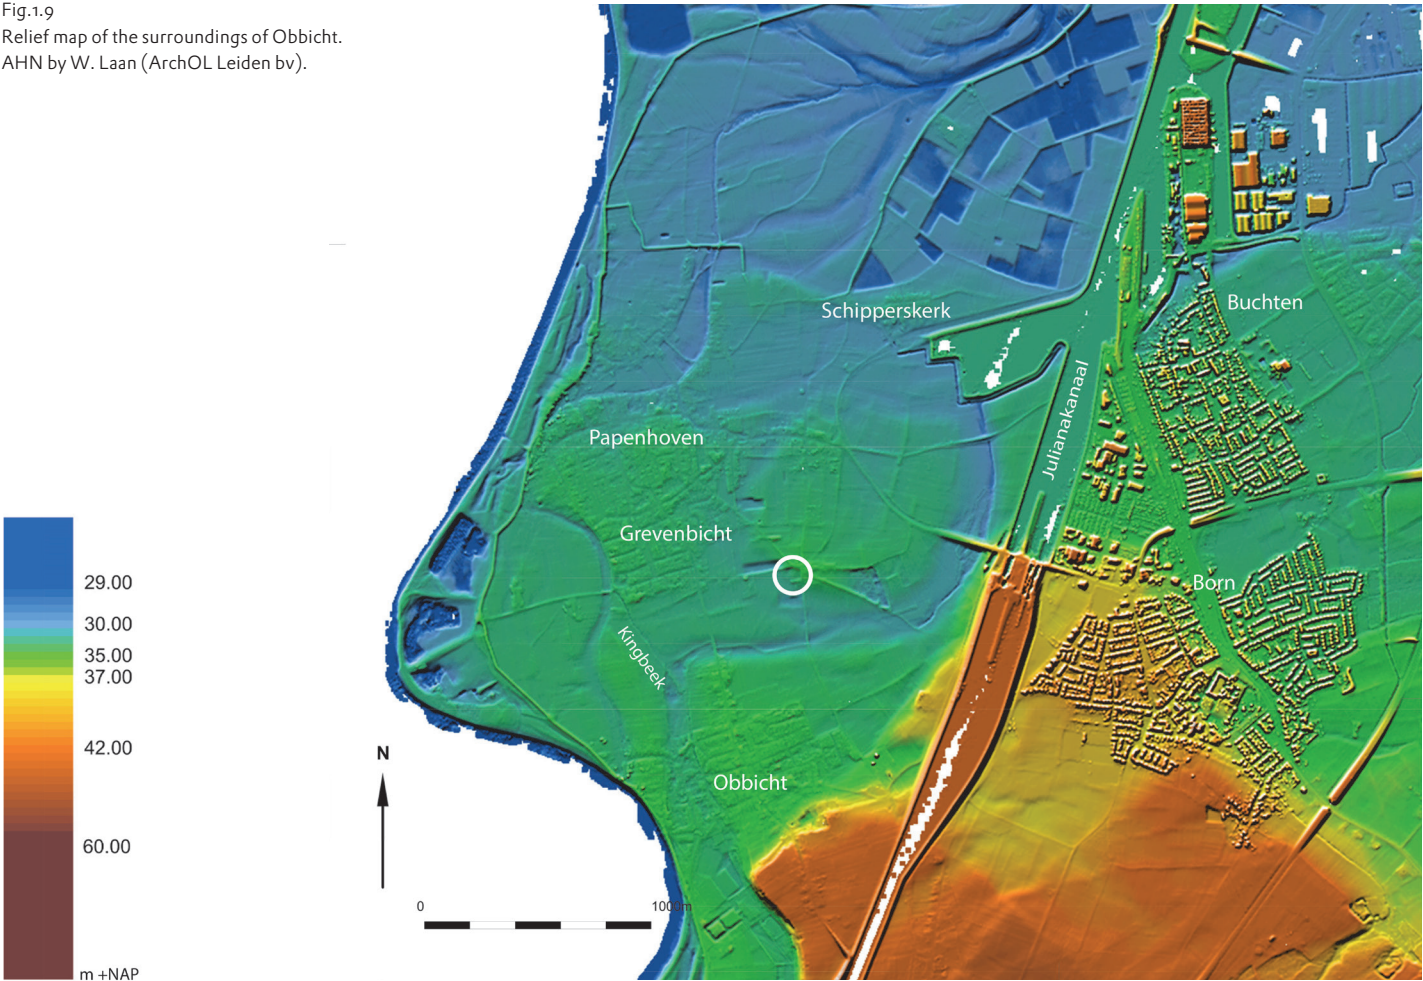 Fig.1.9
Relief map of the surroundings of Obbicht.
AHN by W. Laan (ArchOL Leiden bv).
Schipperskerk
Buchten
Julianakanaal
Papenhoven
Grevenbicht
Born
Kingbeek
Obbicht
29.00
30.00
35.00
37.00
42.00
60.00
m +NAP
N
0
1000m